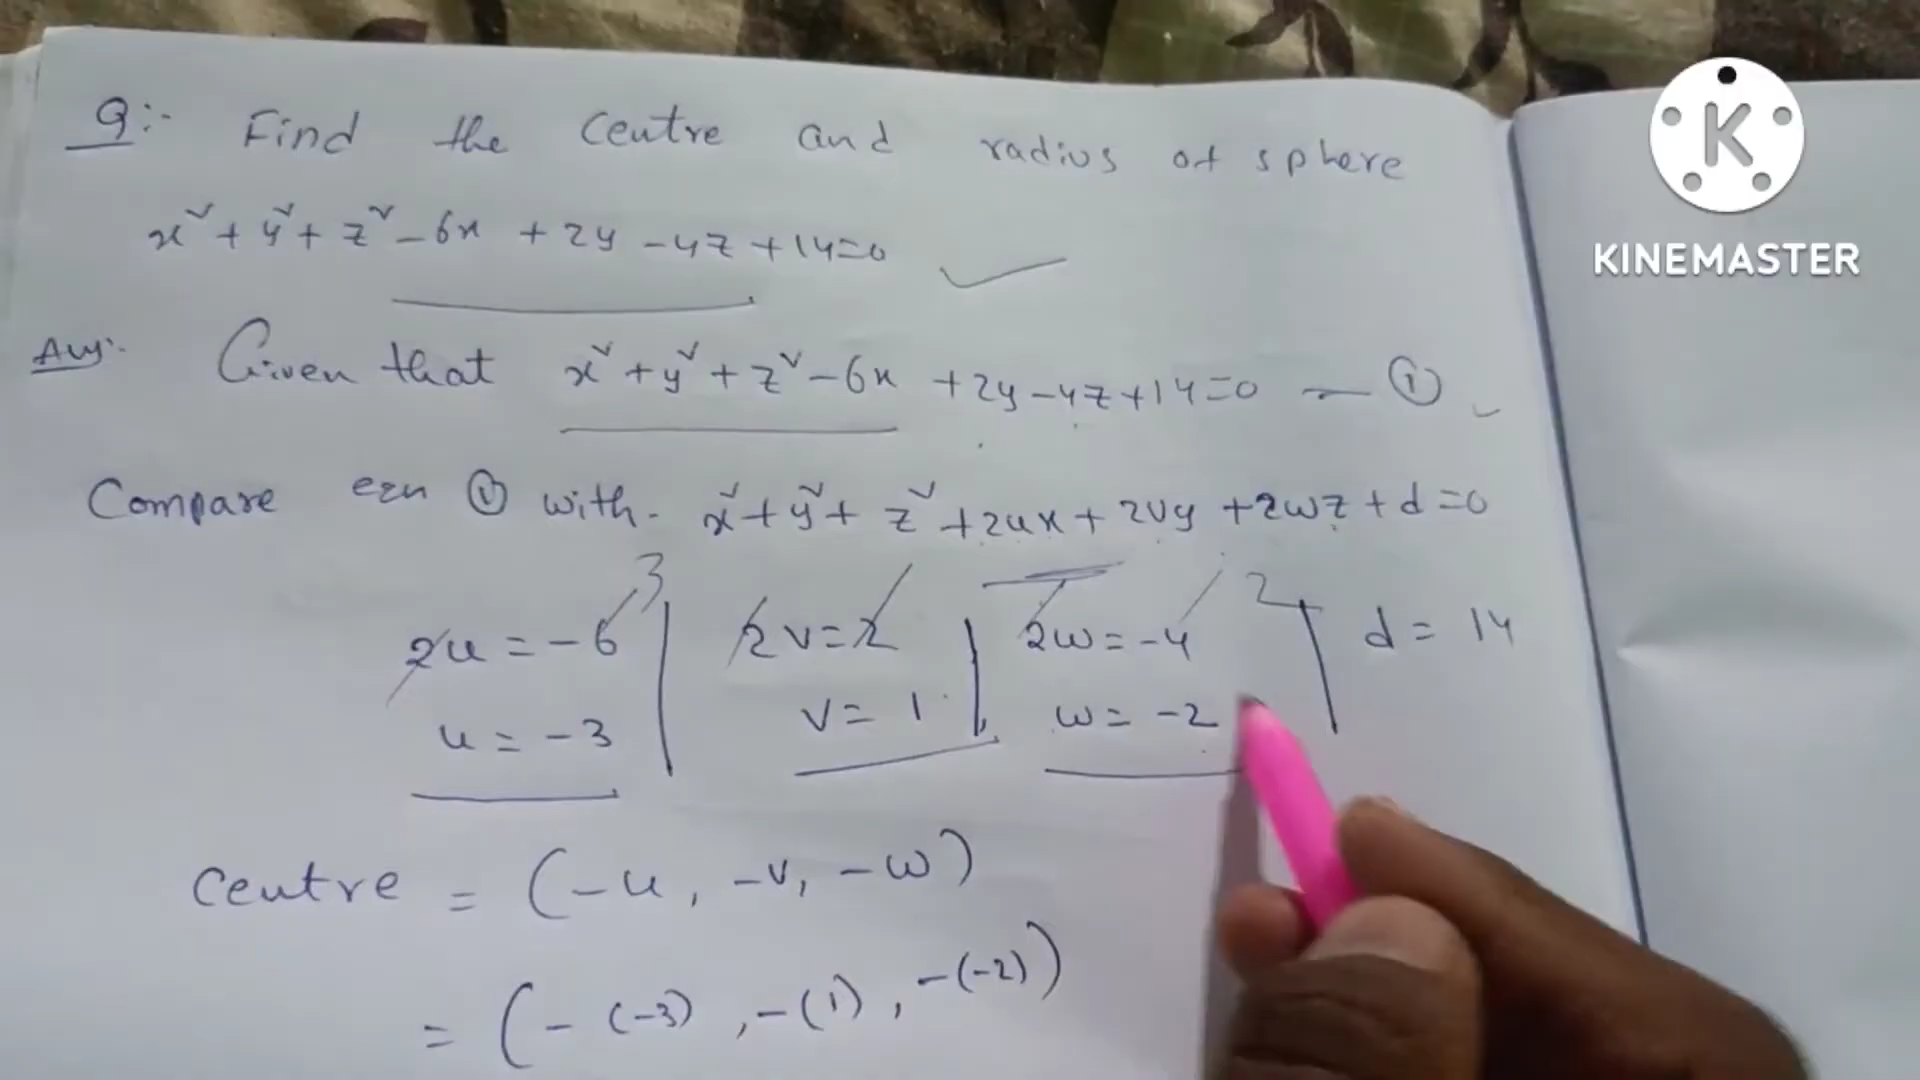 Q:- Find the Centre and radius of sphere
x² + y² + z² - 6x + 2y - 4z + 14 = 0
Ans:- Given that x² + y² + z² - 6x + 2y - 4z + 14 = 0 — ①
Compare eqn ① with - x² + y² + z² + 2ux + 2vy + 2wz + d = 0
2u = -6 3 | 2v = 2 | 2w = -4 2 | d = 14
u = -3 | v = 1 | w = -2
Centre = (-u, -v, -w)
= (-(-3), -(1), -(-2))
K
KINEMASTER